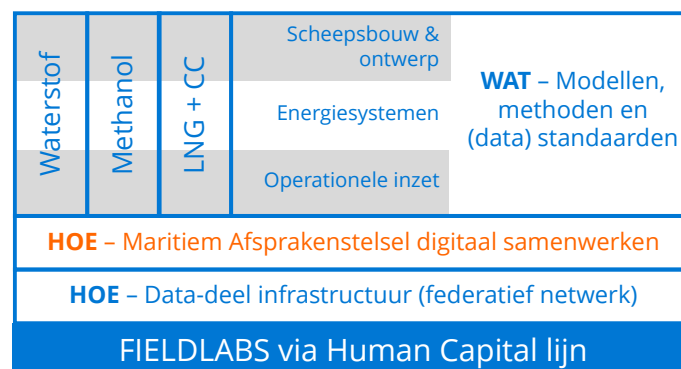 Waterstof
Methanol
LNG + CC
Scheepsbouw &
ontwerp
Energiesystemen
Operationele inzet
WAT – Modellen,
methoden en
(data) standaarden
HOE – Maritiem Afsprakenstelsel digitaal samenwerken
HOE – Data-deel infrastructuur (federatief netwerk)
FIELDLABS via Human Capital lijn